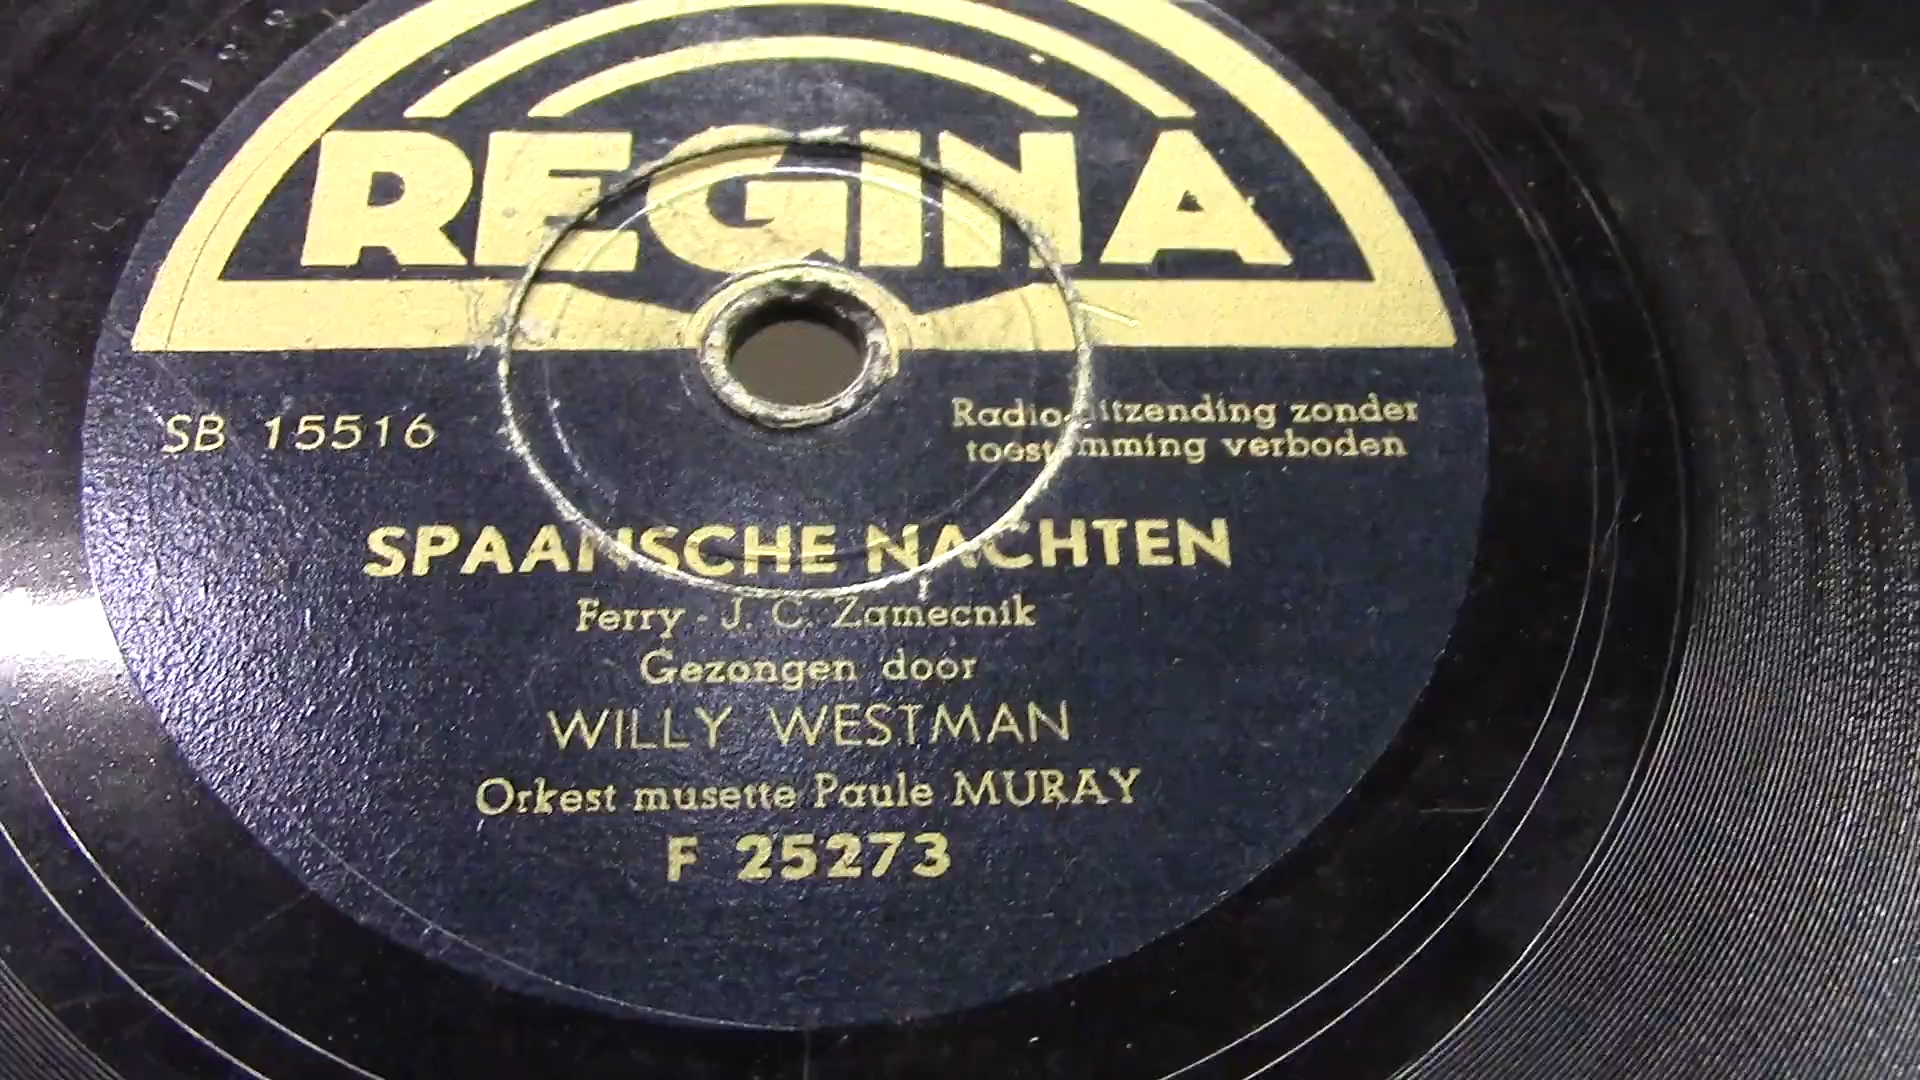 REGINA
SB 15516
Radio-uitzending zonder
toestemming verboden
SPAANSCHE NACHTEN
Ferry - J. C. Zamecnik
Gezongen door
WILLY WESTMAN
Orkest musette Paule MURAY
F 25273